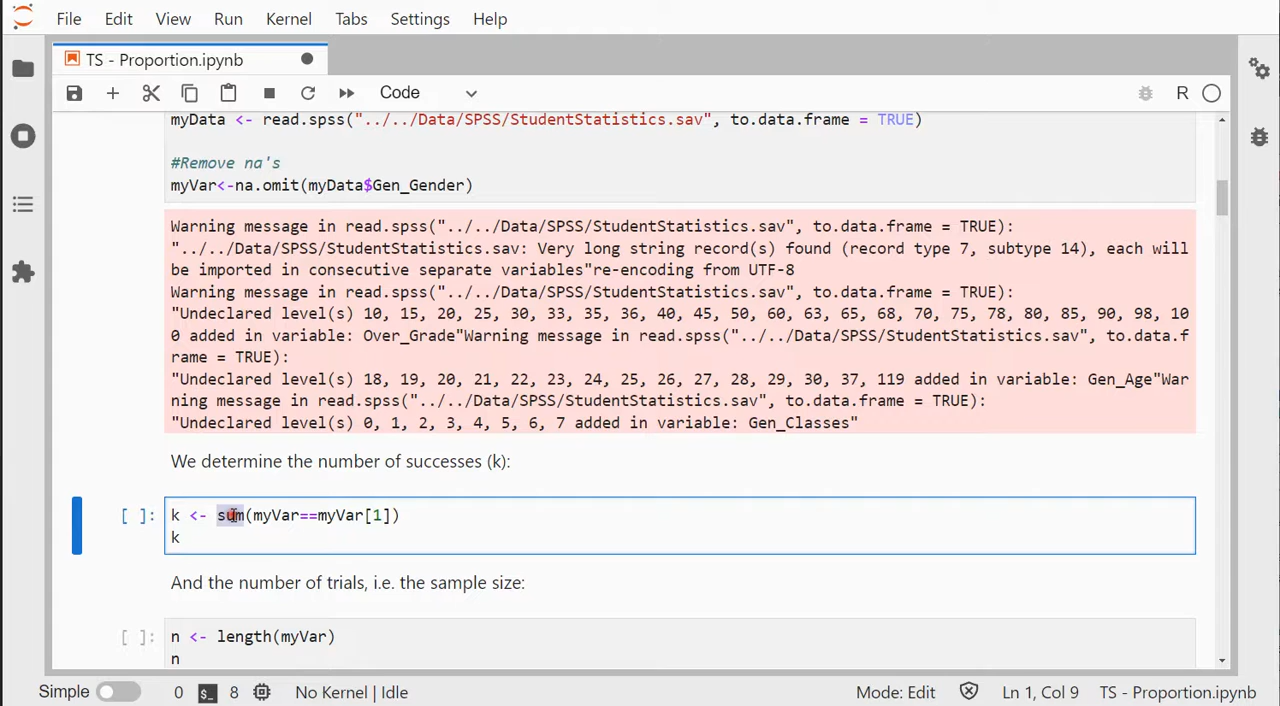 File Edit View Run Kernel Tabs Settings Help
TS - Proportion.ipynb
Code
R
myData <- read.spss("../../Data/SPSS/StudentStatistics.sav", to.data.frame = TRUE)
#Remove na's
myVar<-na.omit(myData$Gen_Gender)
Warning message in read.spss("../../Data/SPSS/StudentStatistics.sav", to.data.frame = TRUE):
"../../Data/SPSS/StudentStatistics.sav: Very long string record(s) found (record type 7, subtype 14), each will
be imported in consecutive separate variables"re-encoding from UTF-8
Warning message in read.spss("../../Data/SPSS/StudentStatistics.sav", to.data.frame = TRUE):
"Undeclared level(s) 10, 15, 20, 25, 30, 33, 35, 36, 40, 45, 50, 60, 63, 65, 68, 70, 75, 78, 80, 85, 90, 98, 10
0 added in variable: Over_Grade"Warning message in read.spss("../../Data/SPSS/StudentStatistics.sav", to.data.f
rame = TRUE):
"Undeclared level(s) 18, 19, 20, 21, 22, 23, 24, 25, 26, 27, 28, 29, 30, 37, 119 added in variable: Gen_Age"War
ning message in read.spss("../../Data/SPSS/StudentStatistics.sav", to.data.frame = TRUE):
"Undeclared level(s) 0, 1, 2, 3, 4, 5, 6, 7 added in variable: Gen_Classes"
We determine the number of successes (k):
[ ]: k <- sum(myVar==myVar[1])
k
And the number of trials, i.e. the sample size:
[ ]: n <- length(myVar)
n
Simple 0 8 No Kernel | Idle Mode: Edit Ln 1, Col 9 TS - Proportion.ipynb